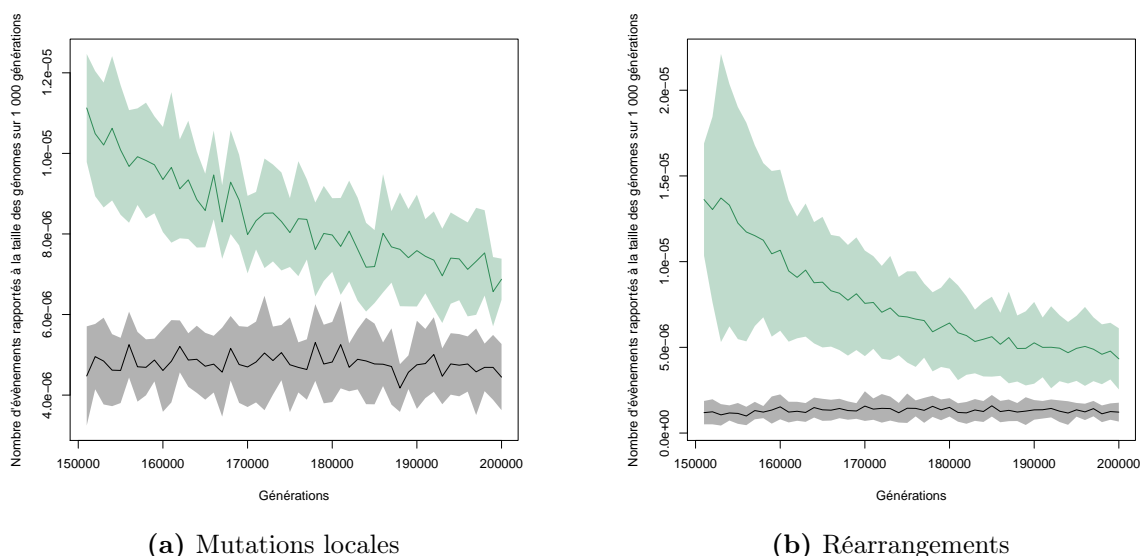 Nombre d'évènements rapportés à la taille des génomes sur 1 000 générations
1.2e−05
1.0e−05
8.0e−06
6.0e−06
4.0e−06
150000 160000 170000 180000 190000 200000
Générations
(a) Mutations locales
Nombre d'évènements rapportés à la taille des génomes sur 1 000 générations
2.0e−05
1.5e−05
1.0e−05
5.0e−06
0.0e+00
150000 160000 170000 180000 190000 200000
Générations
(b) Réarrangements